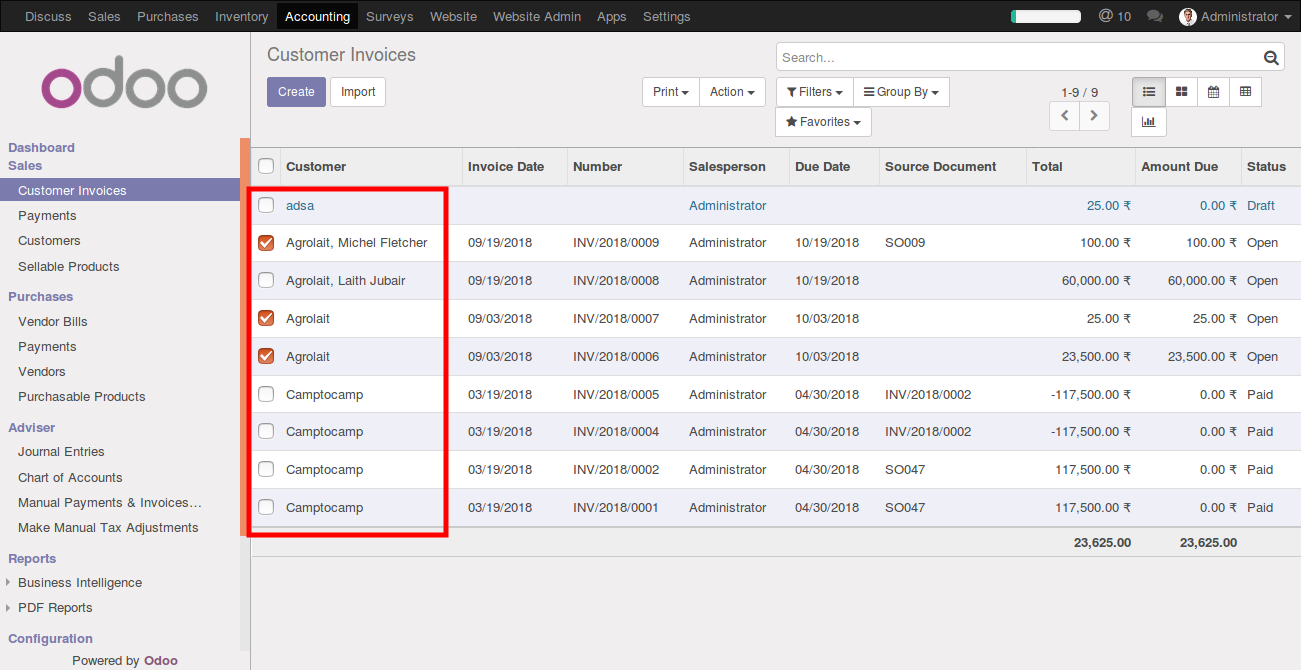 Discuss Sales Purchases Inventory Accounting Surveys Website Website Admin Apps Settings @ 10 Administrator
odoo
Customer Invoices
Search...
Create Import Print Action Filters Group By 1-9 / 9
Favorites
Dashboard
Sales
Customer Invoices
Payments
Customers
Sellable Products
Purchases
Vendor Bills
Payments
Vendors
Purchasable Products
Adviser
Journal Entries
Chart of Accounts
Manual Payments & Invoices...
Make Manual Tax Adjustments
Reports
Business Intelligence
PDF Reports
Configuration
Powered by Odoo
Customer Invoice Date Number Salesperson Due Date Source Document Total Amount Due Status
adsa Administrator 25.00 ₹ 0.00 ₹ Draft
Agrolait, Michel Fletcher 09/19/2018 INV/2018/0009 Administrator 10/19/2018 SO009 100.00 ₹ 100.00 ₹ Open
Agrolait, Laith Jubair 09/19/2018 INV/2018/0008 Administrator 10/19/2018 60,000.00 ₹ 60,000.00 ₹ Open
Agrolait 09/03/2018 INV/2018/0007 Administrator 10/03/2018 25.00 ₹ 25.00 ₹ Open
Agrolait 09/03/2018 INV/2018/0006 Administrator 10/03/2018 23,500.00 ₹ 23,500.00 ₹ Open
Camptocamp 03/19/2018 INV/2018/0005 Administrator 04/30/2018 INV/2018/0002 -117,500.00 ₹ 0.00 ₹ Paid
Camptocamp 03/19/2018 INV/2018/0004 Administrator 04/30/2018 INV/2018/0002 -117,500.00 ₹ 0.00 ₹ Paid
Camptocamp 03/19/2018 INV/2018/0002 Administrator 04/30/2018 SO047 117,500.00 ₹ 0.00 ₹ Paid
Camptocamp 03/19/2018 INV/2018/0001 Administrator 04/30/2018 SO047 117,500.00 ₹ 0.00 ₹ Paid
23,625.00 23,625.00